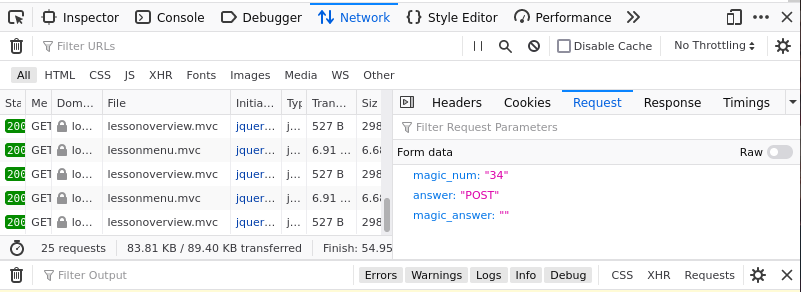 Inspector Console Debugger Network Style Editor Performance
Filter URLs Disable Cache No Throttling
All HTML CSS JS XHR Fonts Images Media WS Other
Sta Me Dom... File Initia... Typ Tran... Siz Headers Cookies Request Response Timings
200 GET lo... lessonoverview.mvc jquer... j... 527 B 298
Filter Request Parameters
200 GET lo... lessonmenu.mvc jquer... j... 6.91 ... 6.68
Form data Raw
200 GET lo... lessonoverview.mvc jquer... j... 527 B 298
magic_num: "34"
200 GET lo... lessonmenu.mvc jquer... j... 6.91 ... 6.68
answer: "POST"
200 GET lo... lessonoverview.mvc jquer... j... 527 B 298
magic_answer: ""
25 requests 83.81 KB / 89.40 KB transferred Finish: 54.95
Filter Output Errors Warnings Logs Info Debug CSS XHR Requests